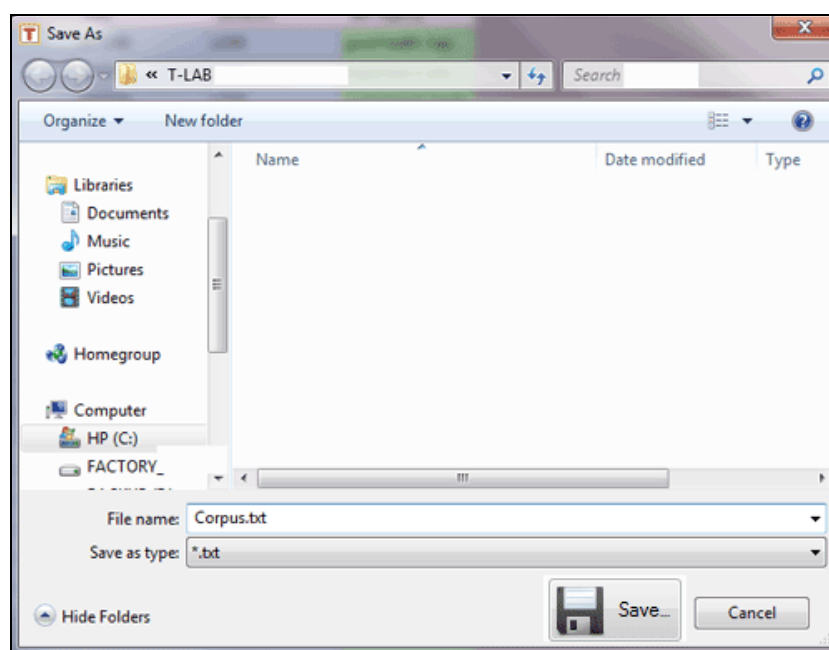 T Save As
« T-LAB Search
Organize New folder
Name Date modified Type
Libraries
Documents
Music
Pictures
Videos
Homegroup
Computer
HP (C:)
FACTORY_
File name: Corpus.txt
Save as type: *.txt
Hide Folders Save... Cancel